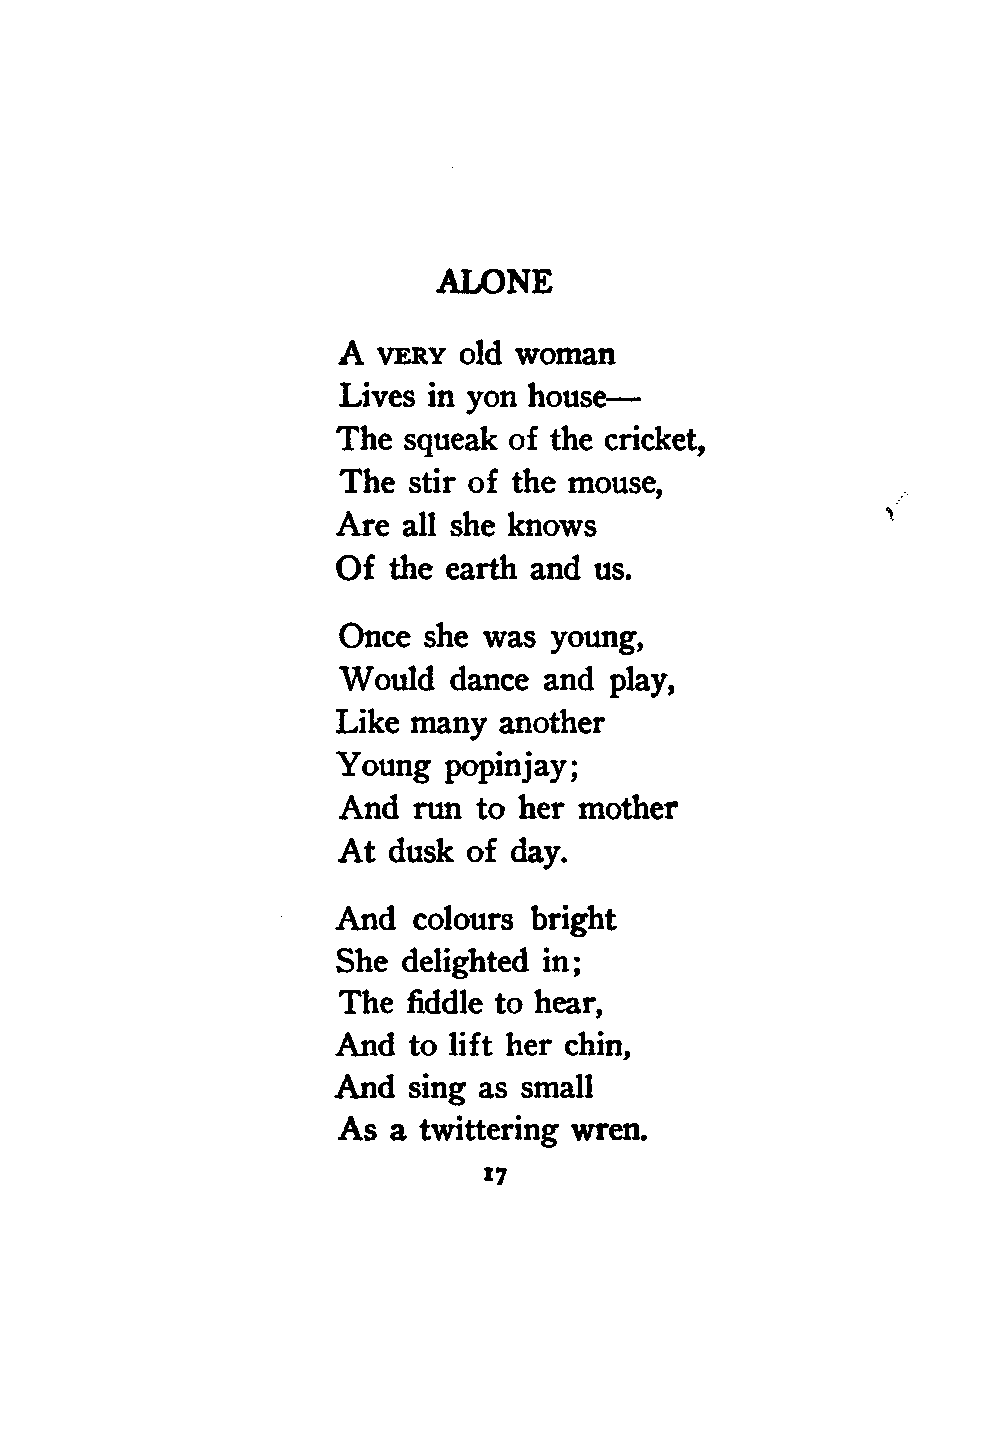 ALONE
A VERY old woman
Lives in yon house—
The squeak of the cricket,
The stir of the mouse,
Are all she knows
Of the earth and us.
Once she was young,
Would dance and play,
Like many another
Young popinjay;
And run to her mother
At dusk of day.
And colours bright
She delighted in;
The fiddle to hear,
And to lift her chin,
And sing as small
As a twittering wren.
17